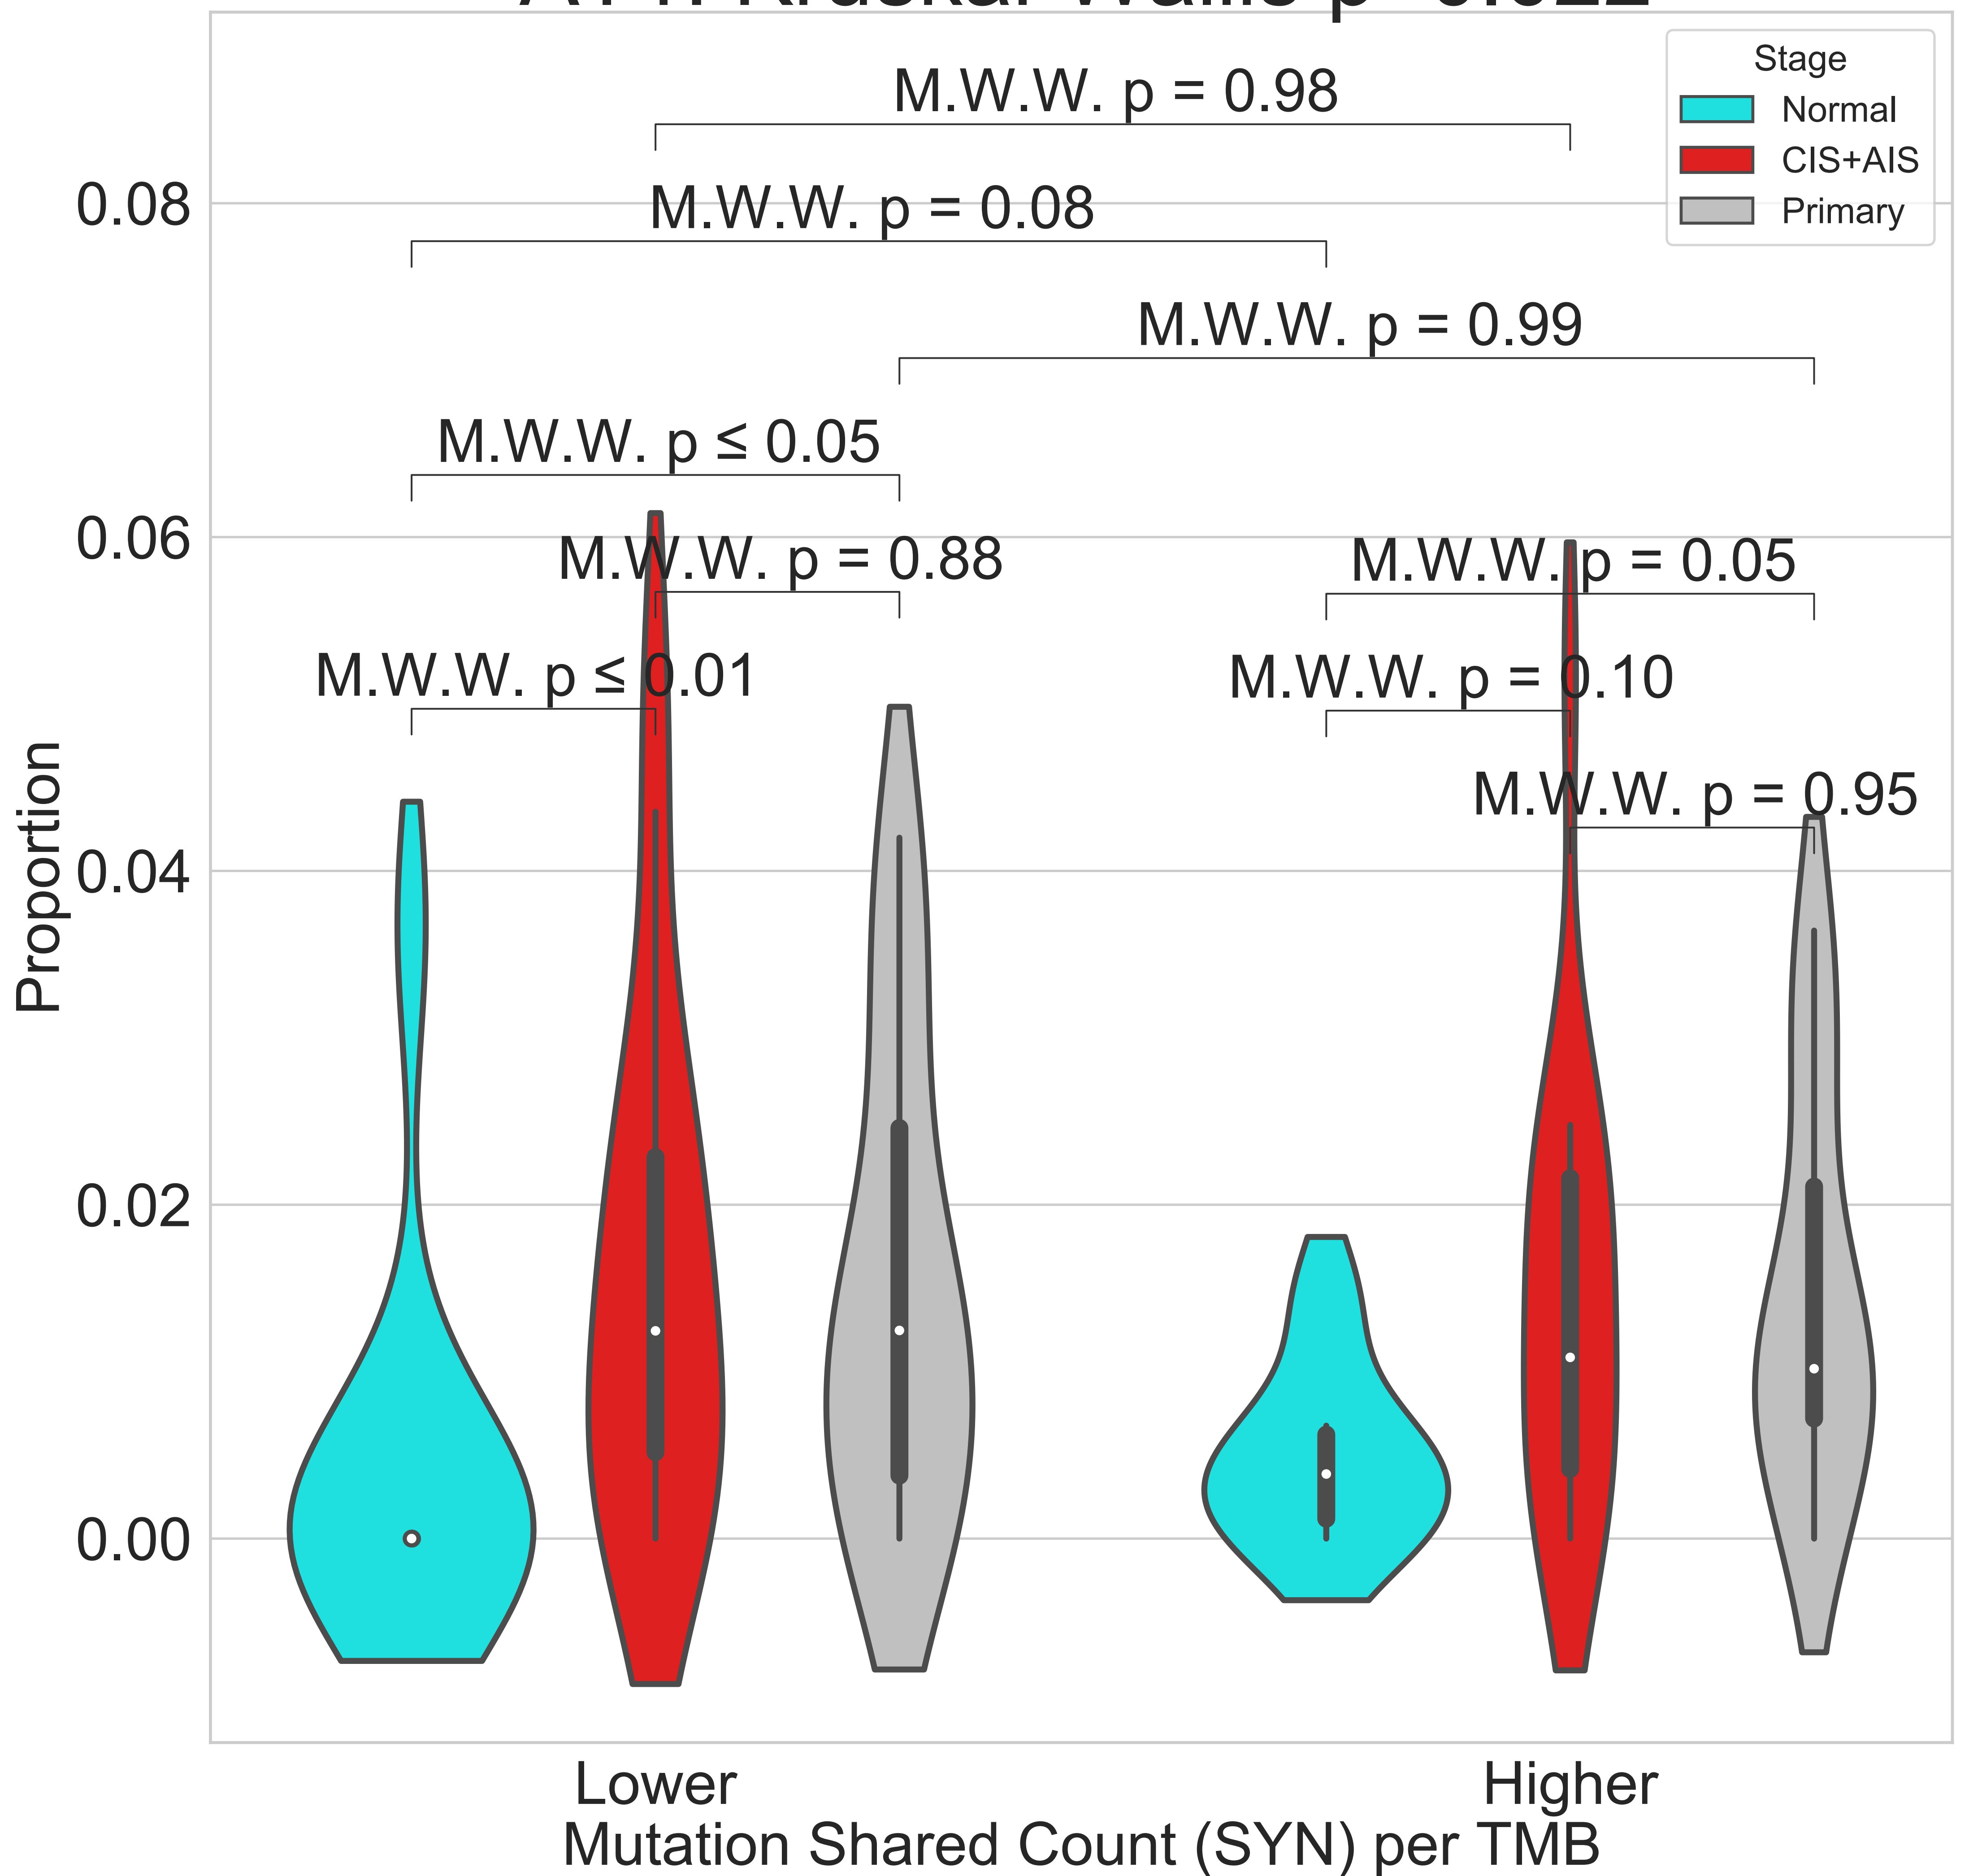 Stage
Normal
CIS+AIS
Primary
M.W.W. p = 0.98
M.W.W. p = 0.08
M.W.W. p = 0.99
M.W.W. p ≤ 0.05
M.W.W. p = 0.88
M.W.W. p = 0.05
M.W.W. p ≤ 0.01
M.W.W. p = 0.10
M.W.W. p = 0.95
0.08
0.06
0.04
0.02
0.00
Proportion
Lower
Higher
Mutation Shared Count (SYN) per TMB